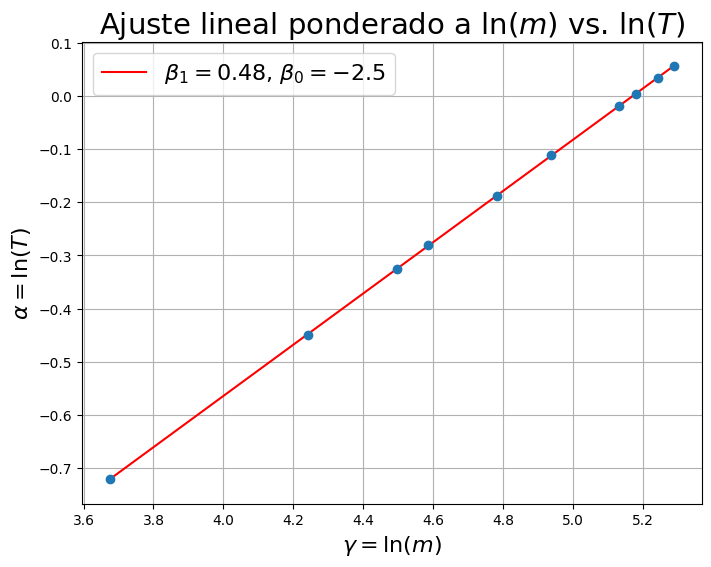 Ajuste lineal ponderado a ln(m) vs. ln(T)
β₁ = 0.48, β₀ = −2.5
α = ln(T)
0.1
0.0
−0.1
−0.2
−0.3
−0.4
−0.5
−0.6
−0.7
3.6 3.8 4.0 4.2 4.4 4.6 4.8 5.0 5.2
γ = ln(m)